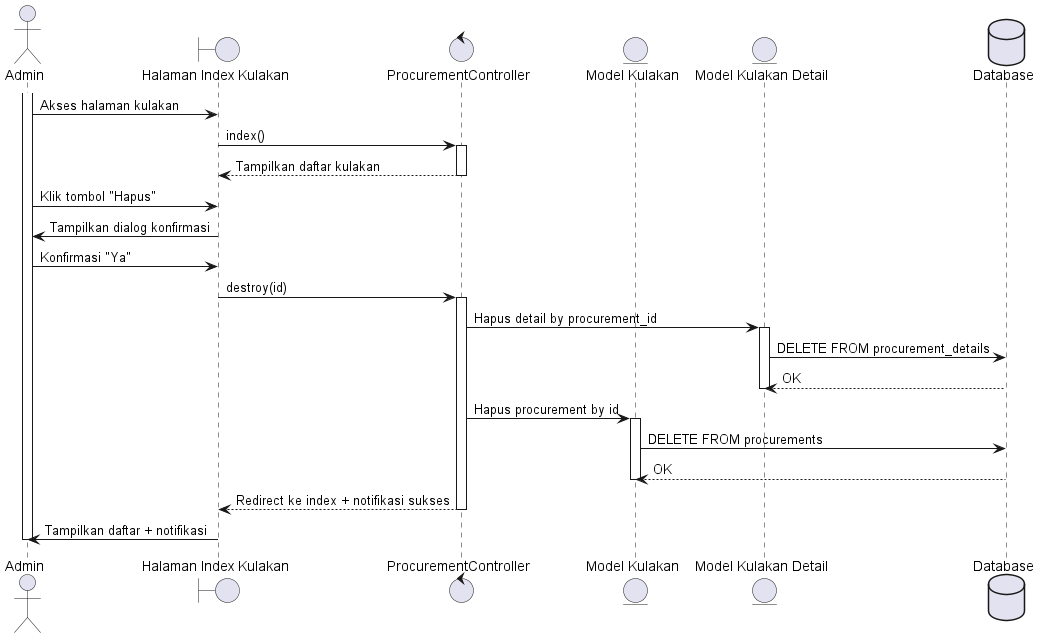 Admin
Halaman Index Kulakan
ProcurementController
Model Kulakan
Model Kulakan Detail
Database
Akses halaman kulakan
index()
Tampilkan daftar kulakan
Klik tombol "Hapus"
Tampilkan dialog konfirmasi
Konfirmasi "Ya"
destroy(id)
Hapus detail by procurement_id
DELETE FROM procurement_details
OK
Hapus procurement by id
DELETE FROM procurements
OK
Redirect ke index + notifikasi sukses
Tampilkan daftar + notifikasi
Admin
Halaman Index Kulakan
ProcurementController
Model Kulakan
Model Kulakan Detail
Database